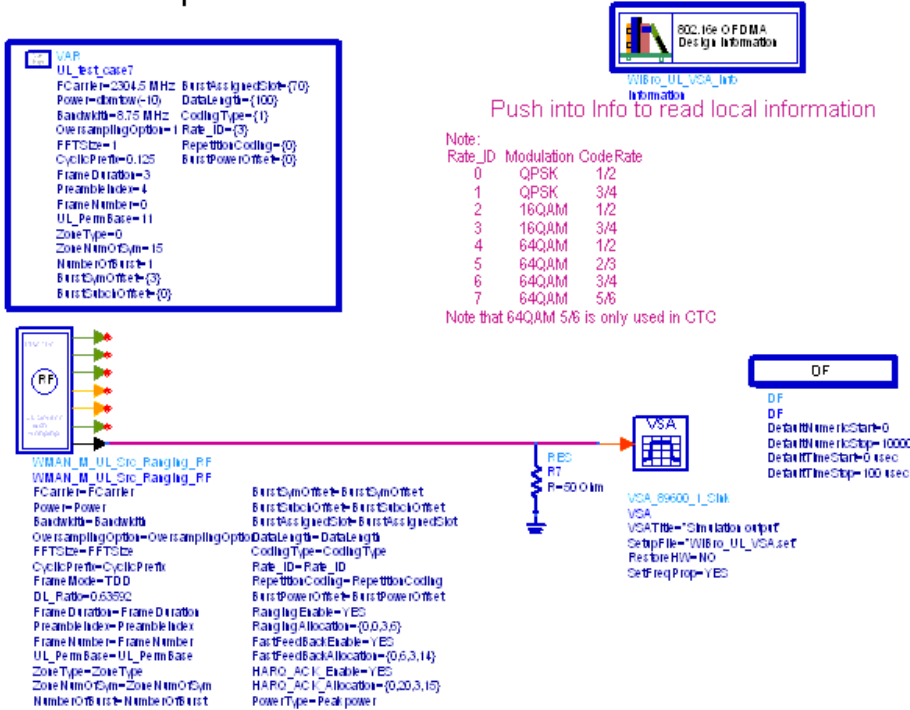 VAR
UL_test_case7
FCarrier=2304.5 MHz BurstAssignedSlot={70}
Power=dbmtow(-10) DataLength={100}
Bandwidth=8.75 MHz CodingType={1}
OversamplingOption=1 Rate_ID={3}
FFTSize=1 RepetitionCoding={0}
CyclicPrefix=0.125 BurstPowerOffset={0}
FrameDuration=3
PreambleIndex=4
FrameNumber=0
UL_PermBase=11
ZoneType=0
ZoneNumOfSym=15
NumberOfBurst=1
BurstSymOffset={3}
BurstSubchOffset={0}
802.16e OFDMA
Design Information
WiBro_UL_VSA_Info
Information
Push into Info to read local information
Note:
Rate_ID Modulation CodeRate
0 QPSK 1/2
1 QPSK 3/4
2 16QAM 1/2
3 16QAM 3/4
4 64QAM 1/2
5 64QAM 2/3
6 64QAM 3/4
7 64QAM 5/6
Note that 64QAM 5/6 is only used in CTC
RF
WMAN_M_UL_Src_Ranging_RF
WMAN_M_UL_Src_Ranging_RF
FCarrier=FCarrier BurstSymOffset=BurstSymOffset
Power=Power BurstSubchOffset=BurstSubchOffset
Bandwidth=Bandwidth BurstAssignedSlot=BurstAssignedSlot
OversamplingOption=OversamplingOption DataLength=DataLength
FFTSize=FFTSize CodingType=CodingType
CyclicPrefix=CyclicPrefix Rate_ID=Rate_ID
FrameMode=TDD RepetitionCoding=RepetitionCoding
DL_Ratio=0.63592 BurstPowerOffset=BurstPowerOffset
FrameDuration=FrameDuration RangingEnable=YES
PreambleIndex=PreambleIndex RangingAllocation={0,0,3,6}
FrameNumber=FrameNumber FastFeedBackEnable=YES
UL_PermBase=UL_PermBase FastFeedBackAllocation={0,6,3,14}
ZoneType=ZoneType HARQ_ACK_Enable=YES
ZoneNumOfSym=ZoneNumOfSym HARQ_ACK_Allocation={0,20,3,15}
NumberOfBurst=NumberOfBurst PowerType=Peak power
RES
R7
R=50 Ohm
VSA
VSA_89600_1_Sink
VSA
VSATitle="Simulation output"
SetupFile="WiBro_UL_VSA.set"
RestoreHW=NO
SetFreqProp=YES
DF
DF
DF
DefaultNumericStart=0
DefaultNumericStop=10000
DefaultTimeStart=0 usec
DefaultTimeStop=100 usec